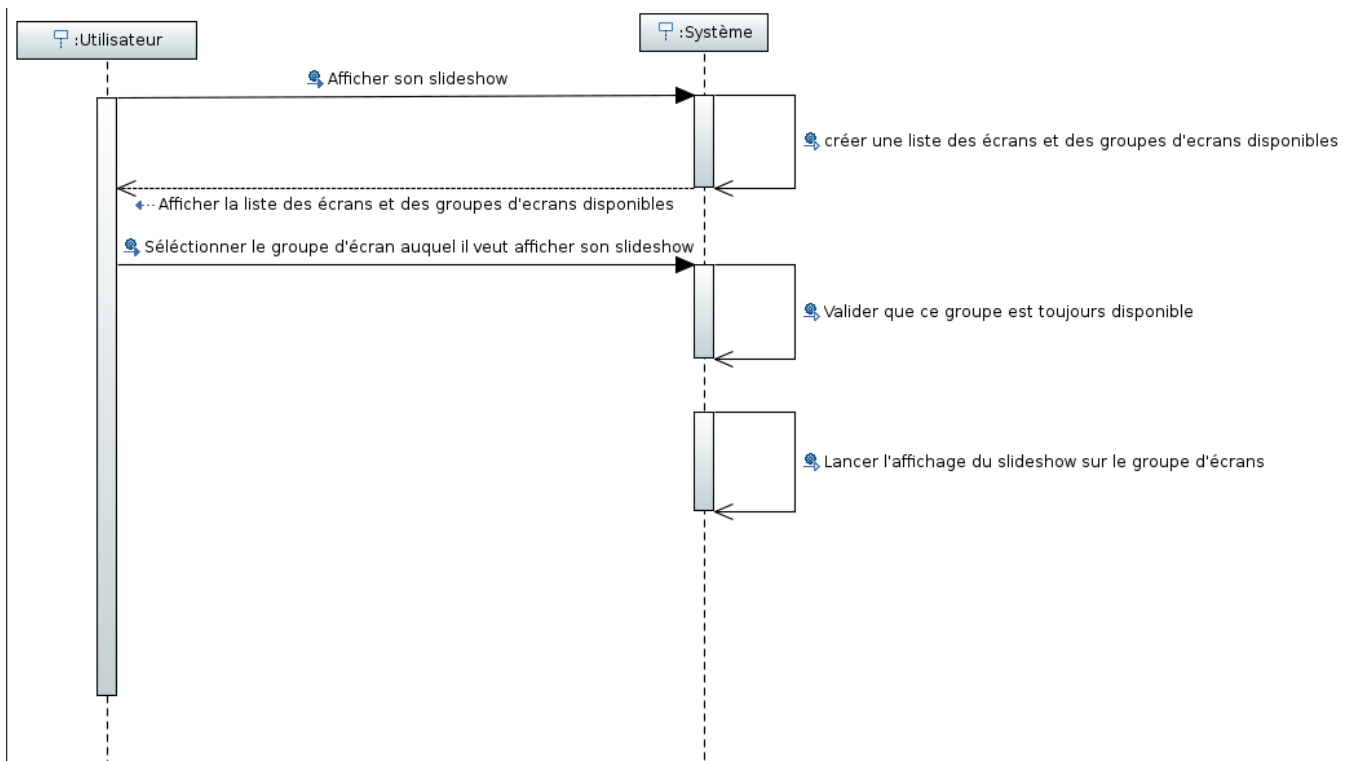 :Utilisateur
:Système
Afficher son slideshow
créer une liste des écrans et des groupes d'ecrans disponibles
Afficher la liste des écrans et des groupes d'ecrans disponibles
Séléctionner le groupe d'écran auquel il veut afficher son slideshow
Valider que ce groupe est toujours disponible
Lancer l'affichage du slideshow sur le groupe d'écrans